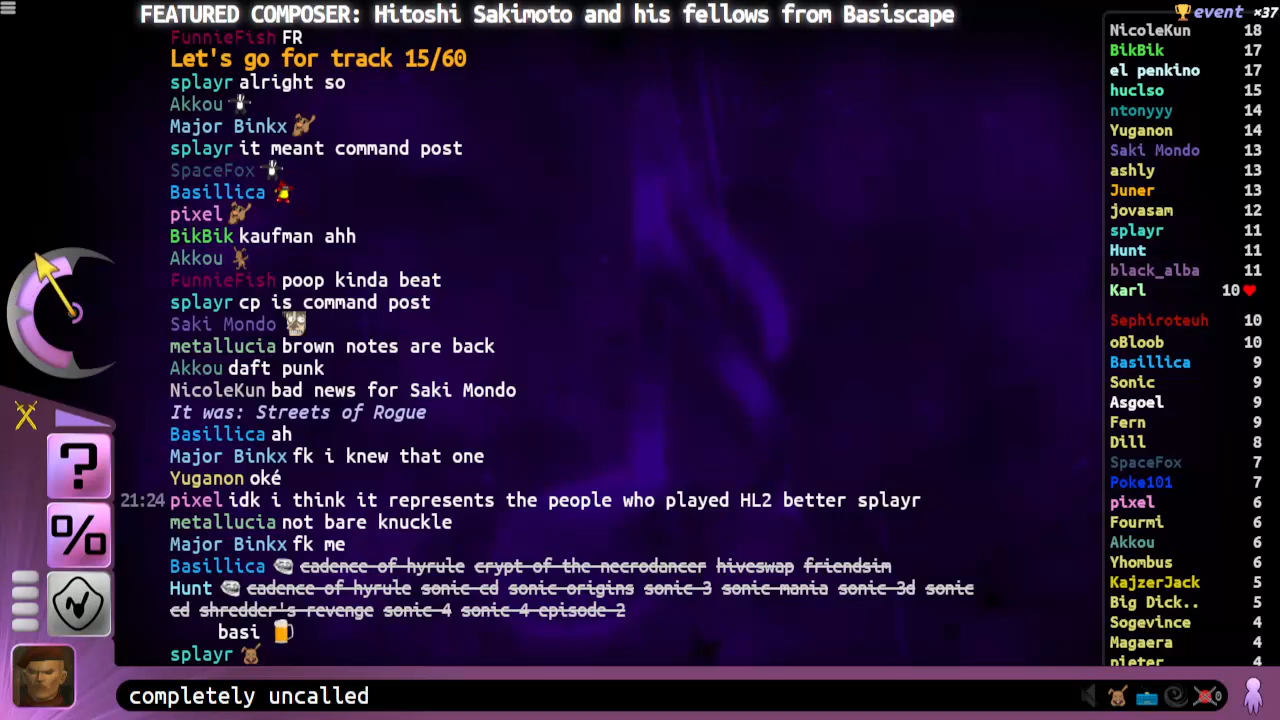 FEATURED COMPOSER: Hitoshi Sakimoto and his fellows from Basiscape
event ×37
FunnieFish FR
Let's go for track 15/60
splayr alright so
Akkou
Major Binkx
splayr it meant command post
SpaceFox
Basillica
pixel
BikBik kaufman ahh
Akkou
FunnieFish poop kinda beat
splayr cp is command post
Saki Mondo
metallucia brown notes are back
Akkou daft punk
NicoleKun bad news for Saki Mondo
It was: Streets of Rogue
Basillica ah
Major Binkx fk i knew that one
Yuganon oké
21:24 pixel idk i think it represents the people who played HL2 better splayr
metallucia not bare knuckle
Major Binkx fk me
Basillica cadence of hyrule crypt of the necrodancer hiveswap friendsim
Hunt cadence of hyrule sonic cd sonic origins sonic 3 sonic mania sonic 3d sonic
cd shredder's revenge sonic 4 sonic 4 episode 2
basi
splayr
completely uncalled
?
%
0
NicoleKun 18
BikBik 17
el penkino 17
huclso 15
ntonyyy 14
Yuganon 14
Saki Mondo 13
ashly 13
Juner 13
jovasam 12
splayr 11
Hunt 11
black_alba 11
Karl 10
Sephiroteuh 10
oBloob 10
Basillica 9
Sonic 9
Asgoel 9
Fern 9
Dill 8
SpaceFox 7
Poke101 7
pixel 6
Fourmi 6
Akkou 6
Yhombus 6
KajzerJack 5
Big Dick.. 5
Sogevince 4
Magaera 4
pieter 4